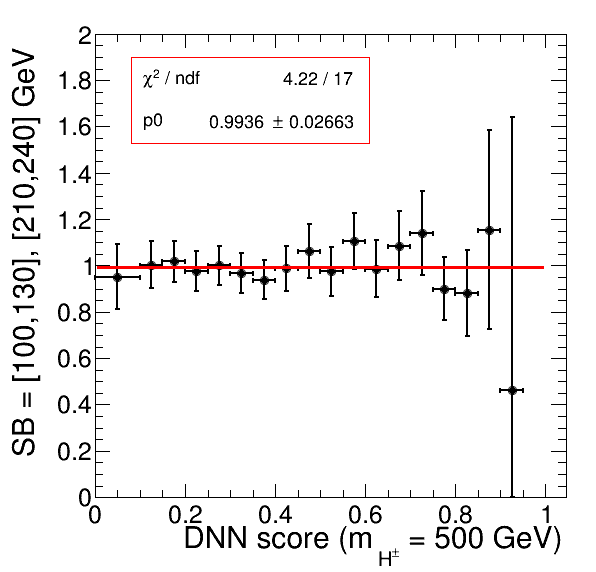 SB = [100,130], [210,240] GeV
2
1.8
1.6
1.4
1.2
1
0.8
0.6
0.4
0.2
0
χ² / ndf 4.22 / 17
p0 0.9936 ± 0.02663
0 0.2 0.4 0.6 0.8 1
DNN score (m_H± = 500 GeV)